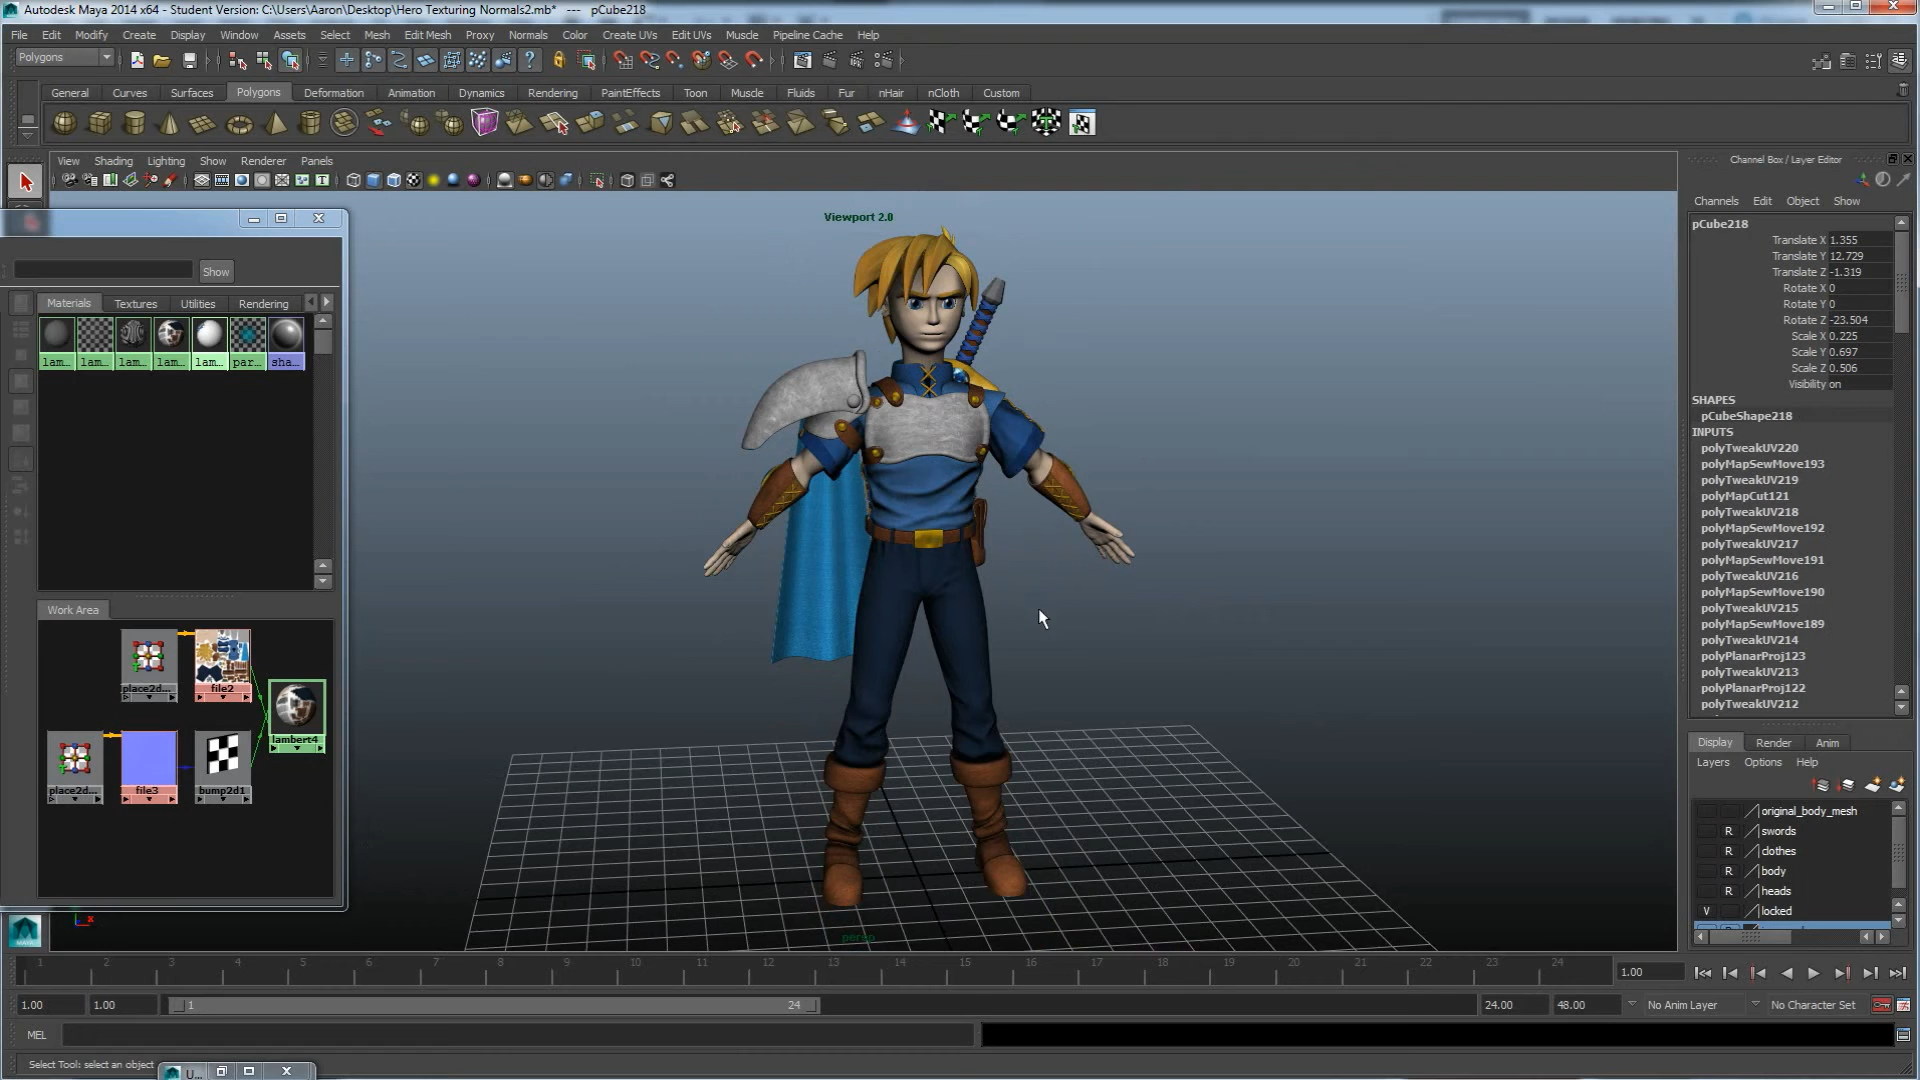 Autodesk Maya 2014 x64 - Student Version: C:\Users\Aaron\Desktop\Hero Texturing Normals2.mb* --- pCube218
File Edit Modify Create Display Window Assets Select Mesh Edit Mesh Proxy Normals Color Create UVs Edit UVs Muscle Pipeline Cache Help
Polygons
General Curves Surfaces Polygons Deformation Animation Dynamics Rendering PaintEffects Toon Muscle Fluids Fur nHair nCloth Custom
View Shading Lighting Show Renderer Panels
Channel Box / Layer Editor
Channels Edit Object Show
Viewport 2.0
pCube218
Translate X 1.355
Translate Y 12.729
Translate Z -1.319
Rotate X 0
Rotate Y 0
Rotate Z -23.504
Scale X 0.225
Scale Y 0.697
Scale Z 0.506
Visibility on
SHAPES
pCubeShape218
INPUTS
polyTweakUV220
polyMapSewMove193
polyTweakUV219
polyMapCut121
polyTweakUV218
polyMapSewMove192
polyTweakUV217
polyMapSewMove191
polyTweakUV216
polyMapSewMove190
polyTweakUV215
polyMapSewMove189
polyTweakUV214
polyPlanarProj123
polyTweakUV213
polyPlanarProj122
polyTweakUV212
Show
Materials Textures Utilities Rendering
lam... lam... lam... lam... lam... par... sha...
Work Area
place2d... file2
lambert4
place2d... file3 bump2d1
Display Render Anim
Layers Options Help
original_body_mesh
R swords
R clothes
R body
R heads
V locked
x
persp
1 2 3 4 5 6 7 8 9 10 11 12 13 14 15 16 17 18 19 20 21 22 23 24 1.00
1.00 1.00 1 24 24.00 48.00 No Anim Layer No Character Set
MEL
Select Tool: select an object
U...